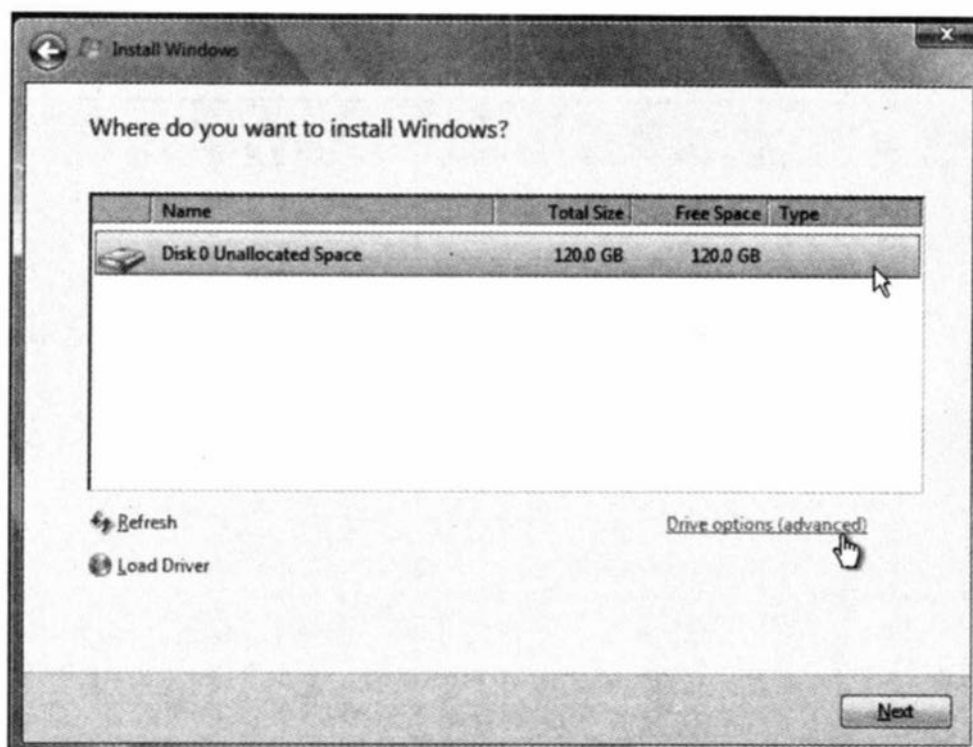 Install Windows
Where do you want to install Windows?
Name Total Size Free Space Type
Disk 0 Unallocated Space 120.0 GB 120.0 GB
Refresh Drive options (advanced)
Load Driver
Next